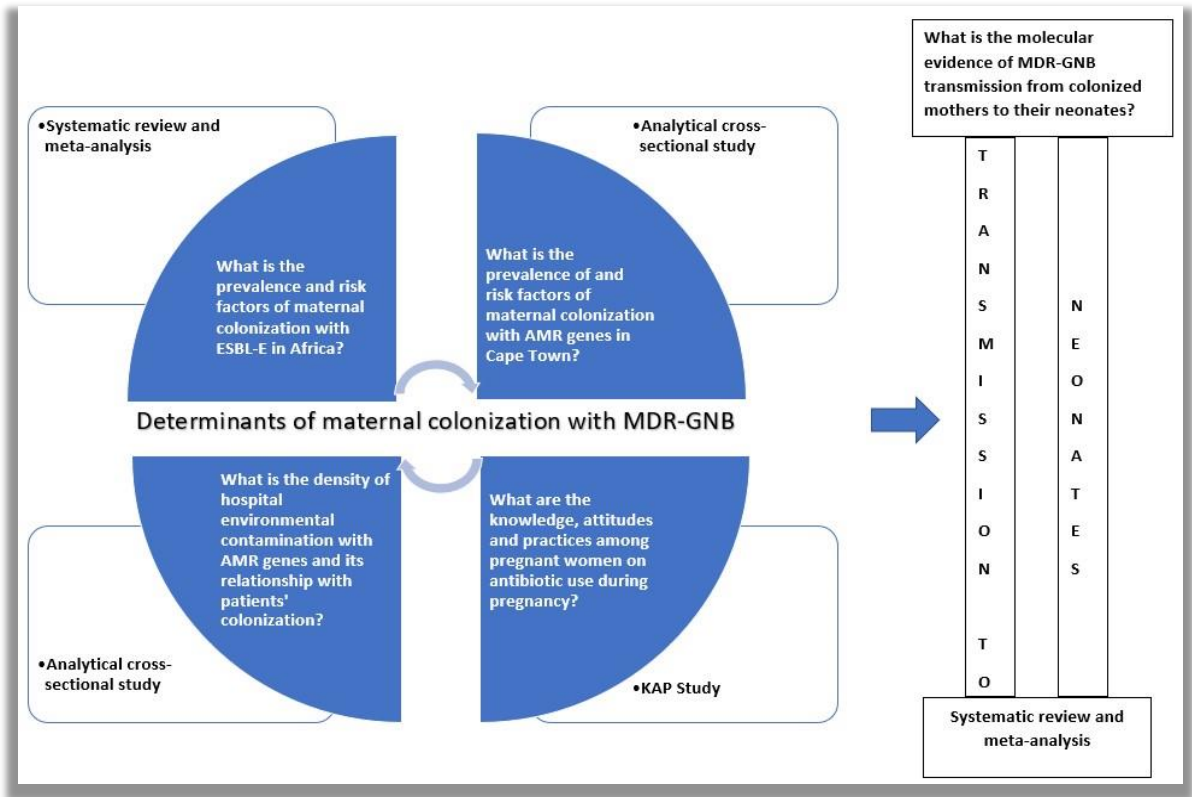 •Systematic review and
meta-analysis
What is the
prevalence and risk
factors of maternal
colonization with
ESBL-E in Africa?
•Analytical cross-
sectional study
What is the
prevalence of and
risk factors of
maternal colonization
with AMR genes in
Cape Town?
Determinants of maternal colonization with MDR-GNB
What is the density of
hospital
environmental
contamination with
AMR genes and its
relationship with
patients'
colonization?
•Analytical cross-
sectional study
What are the
knowledge, attitudes
and practices among
pregnant women on
antibiotic use during
pregnancy?
•KAP Study
What is the molecular
evidence of MDR-GNB
transmission from colonized
mothers to their neonates?
TRANSMISSION TO
NEONATES
Systematic review and
meta-analysis